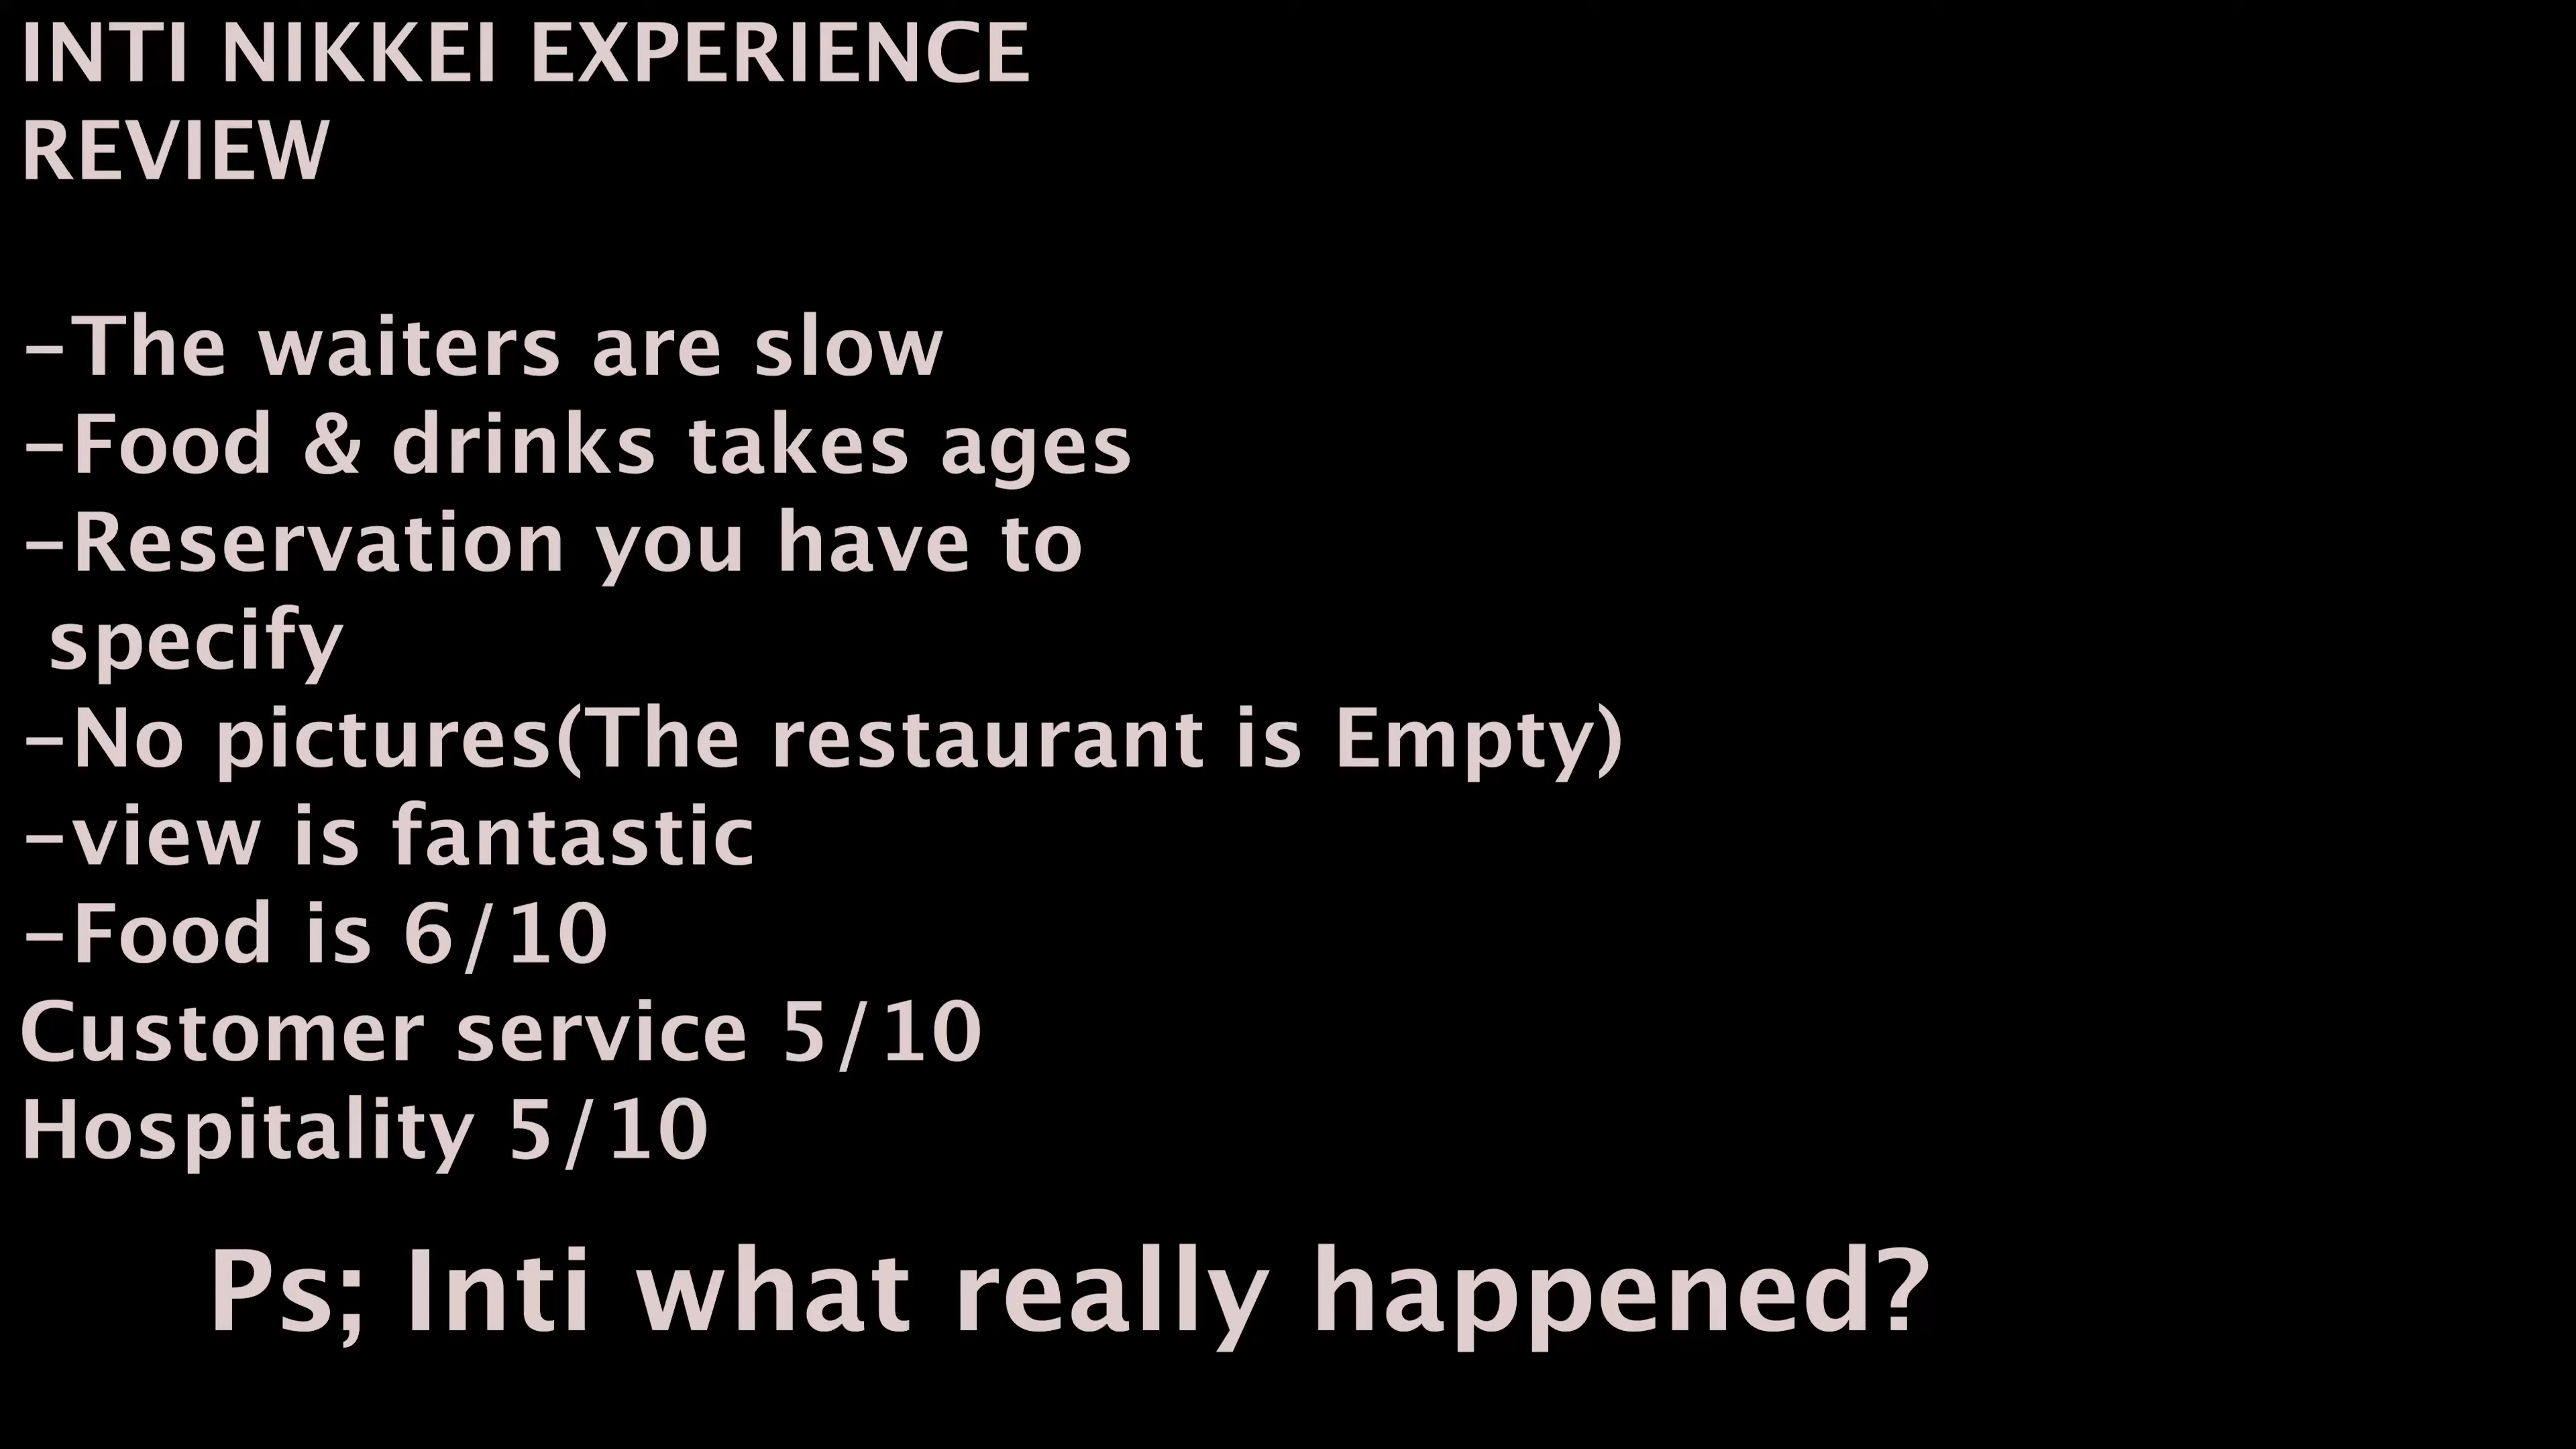 INTI NIKKEI EXPERIENCE
REVIEW
-The waiters are slow
-Food & drinks takes ages
-Reservation you have to
specify
-No pictures(The restaurant is Empty)
-view is fantastic
-Food is 6/10
Customer service 5/10
Hospitality 5/10
Ps; Inti what really happened?